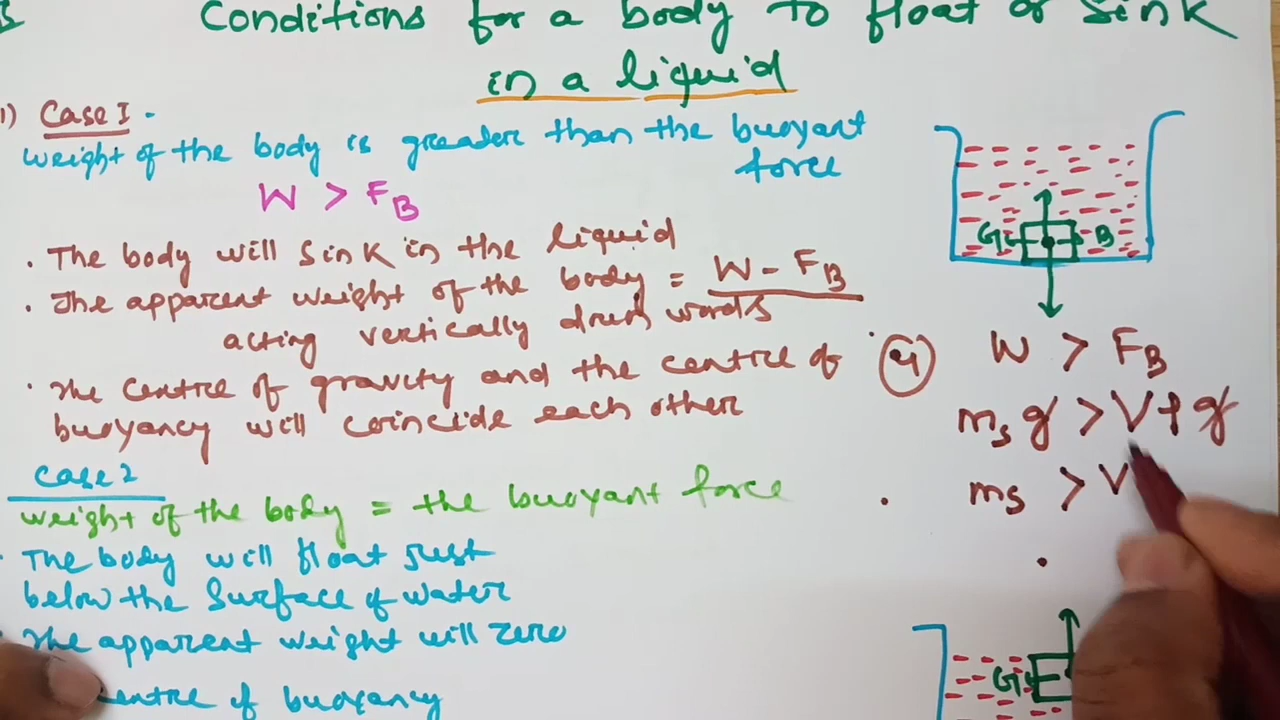 Conditions for a body to float or sink
in a liquid
1) Case I -
weight of the body is greader than the buoyant
force
W > FB
. The body will sink in the liquid
. The apparent weight of the body = W - FB
acting vertically
. The centre of gravity and the centre of
buoyancy will coincide each other
G B
4
W > FB
ms g > Vρg
ms > V
Case 2
weight of the body = the buoyant force
. The body will float
below the surface of water
. The apparent weight will zero
centre of buoyancy
G